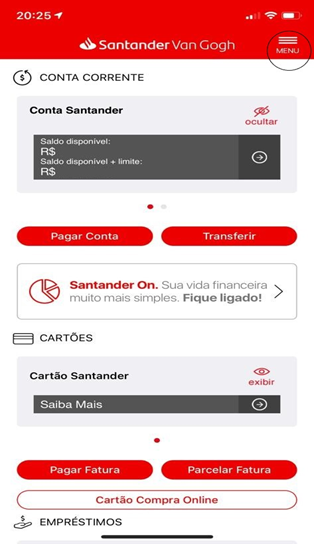 20:25
Santander Van Gogh
MENU
CONTA CORRENTE
Conta Santander
ocultar
Saldo disponível:
R$
Saldo disponível + limite:
R$
Pagar Conta
Transferir
Santander On. Sua vida financeira
muito mais simples. Fique ligado!
CARTÕES
Cartão Santander
exibir
Saiba Mais
Pagar Fatura
Parcelar Fatura
Cartão Compra Online
EMPRÉSTIMOS